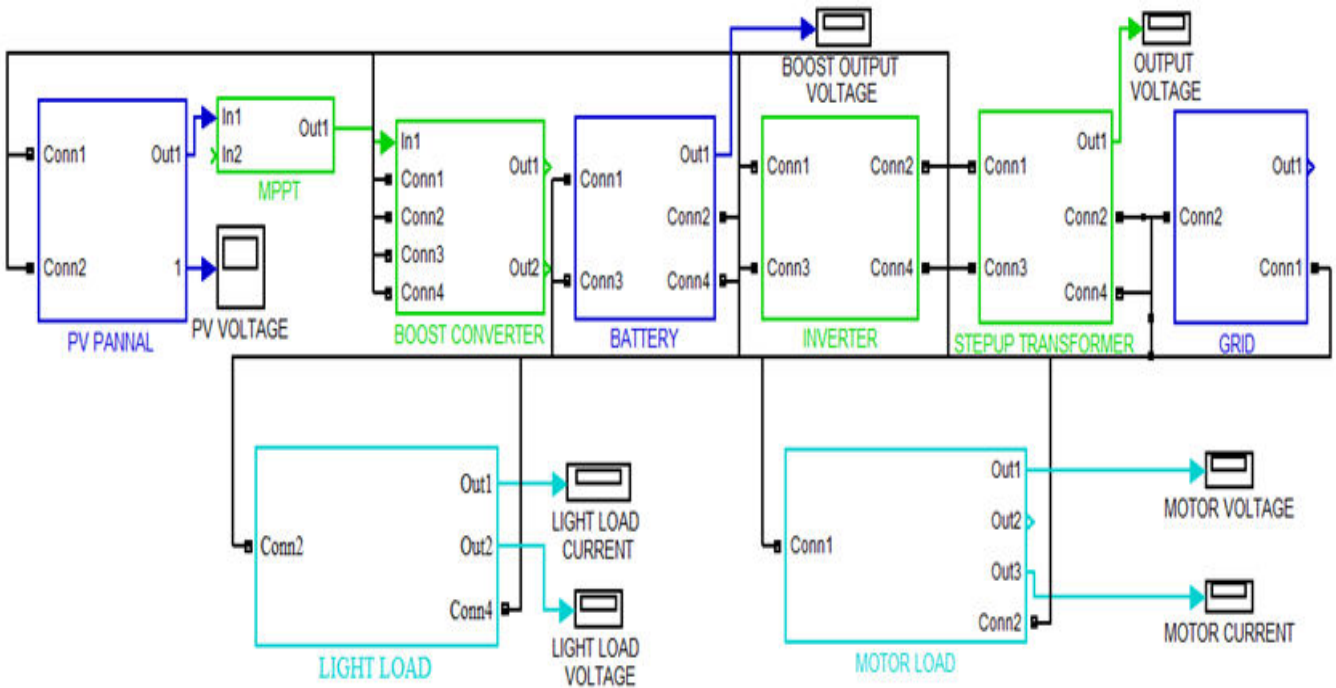 BOOST OUTPUT
VOLTAGE
OUTPUT
VOLTAGE
Conn1
Out1
Conn2
1
PV PANNAL
In1
Out1
In2
MPPT
PV VOLTAGE
In1
Out1
Conn1
Conn2
Conn3
Out2
Conn4
BOOST CONVERTER
Out1
Conn1
Conn2
Conn3
Conn4
BATTERY
Conn1
Conn2
Conn3
Conn4
INVERTER
Out1
Conn1
Conn2
Conn3
Conn4
STEPUP TRANSFORMER
Out1
Conn2
Conn1
GRID
Out1
Conn2
Out2
Conn4
LIGHT LOAD
LIGHT LOAD
CURRENT
LIGHT LOAD
VOLTAGE
Out1
Out2
Conn1
Out3
Conn2
MOTOR LOAD
MOTOR VOLTAGE
MOTOR CURRENT